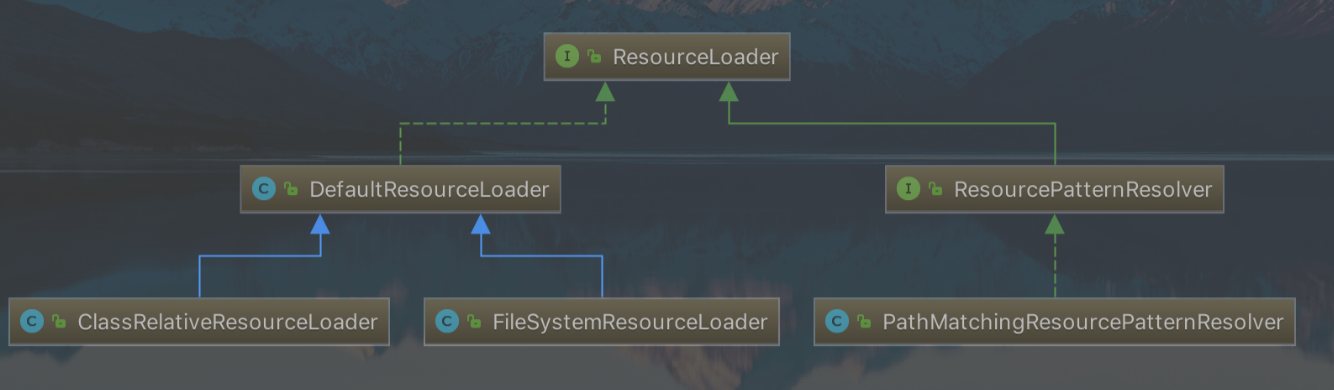 I ResourceLoader
C DefaultResourceLoader
I ResourcePatternResolver
C ClassRelativeResourceLoader
C FileSystemResourceLoader
C PathMatchingResourcePatternResolver